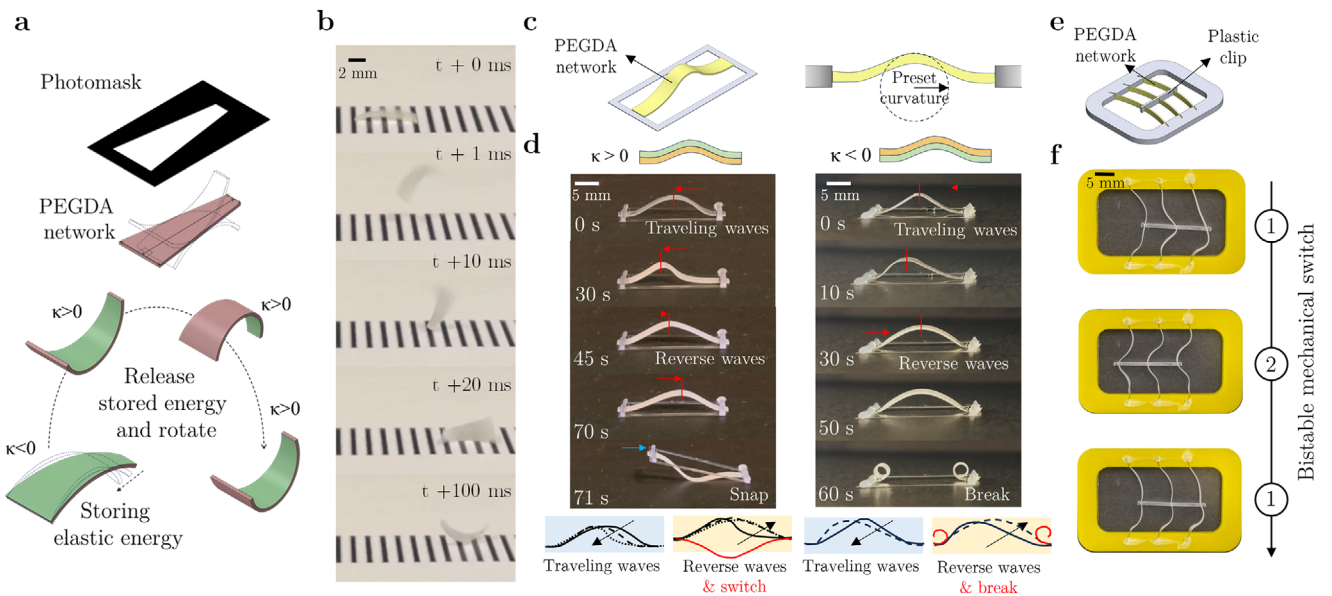 a
Photomask
PEGDA
network
κ>0
κ>0
Release
stored energy
and rotate
κ>0
κ<0
Storing
elastic energy
b
2 mm
t + 0 ms
t + 1 ms
t +10 ms
t +20 ms
t +100 ms
c
PEGDA
network
Preset
curvature
d
κ > 0
5 mm
0 s
Traveling waves
30 s
45 s
Reverse waves
70 s
71 s
Snap
Traveling waves
Reverse waves
& switch
κ < 0
5 mm
0 s
Traveling waves
10 s
30 s
Reverse waves
50 s
60 s
Break
Traveling waves
Reverse waves
& break
e
PEGDA
network
Plastic
clip
f
5 mm
1
2
1
Bistable mechanical switch